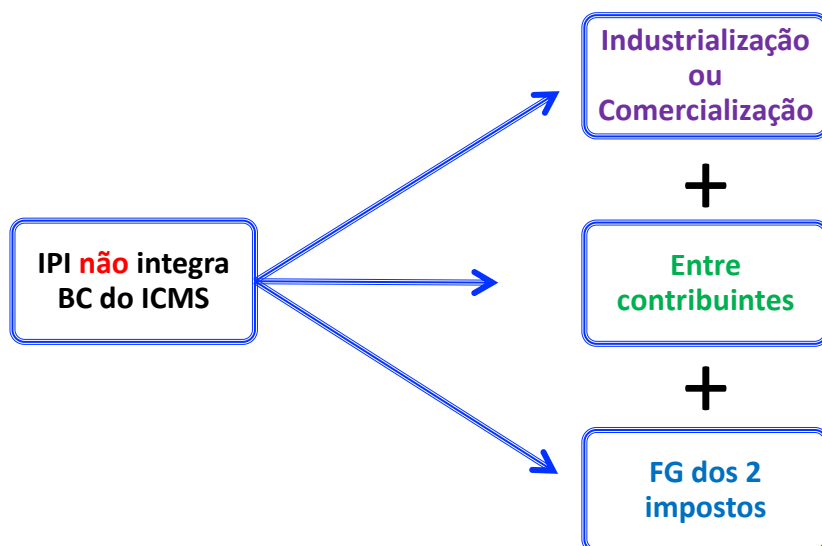 Industrialização
ou
Comercialização
+
IPI não integra
BC do ICMS
Entre
contribuintes
+
FG dos 2
impostos